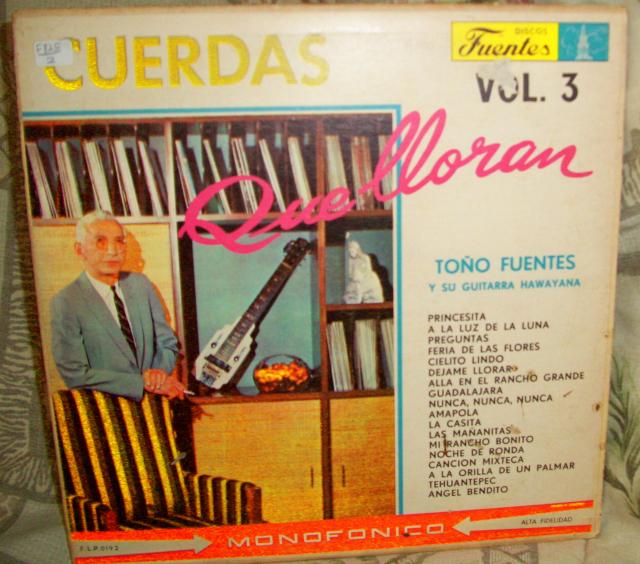 CUERDAS
DISCOS
Fuentes
VOL. 3
Que lloran
TOÑO FUENTES
Y SU GUITARRA HAWAYANA
PRINCESITA
A LA LUZ DE LA LUNA
PREGUNTAS
FERIA DE LAS FLORES
CIELITO LINDO
DEJAME LLORAR
ALLA EN EL RANCHO GRANDE
GUADALAJARA
NUNCA, NUNCA, NUNCA
AMAPOLA
LA CASITA
LAS MAÑANITAS
MI RANCHO BONITO
NOCHE DE RONDA
CANCION MIXTECA
A LA ORILLA DE UN PALMAR
TEHUANTEPEC
ANGEL BENDITO
F.L.P.0192
MONOFONICO
ALTA FIDELIDAD